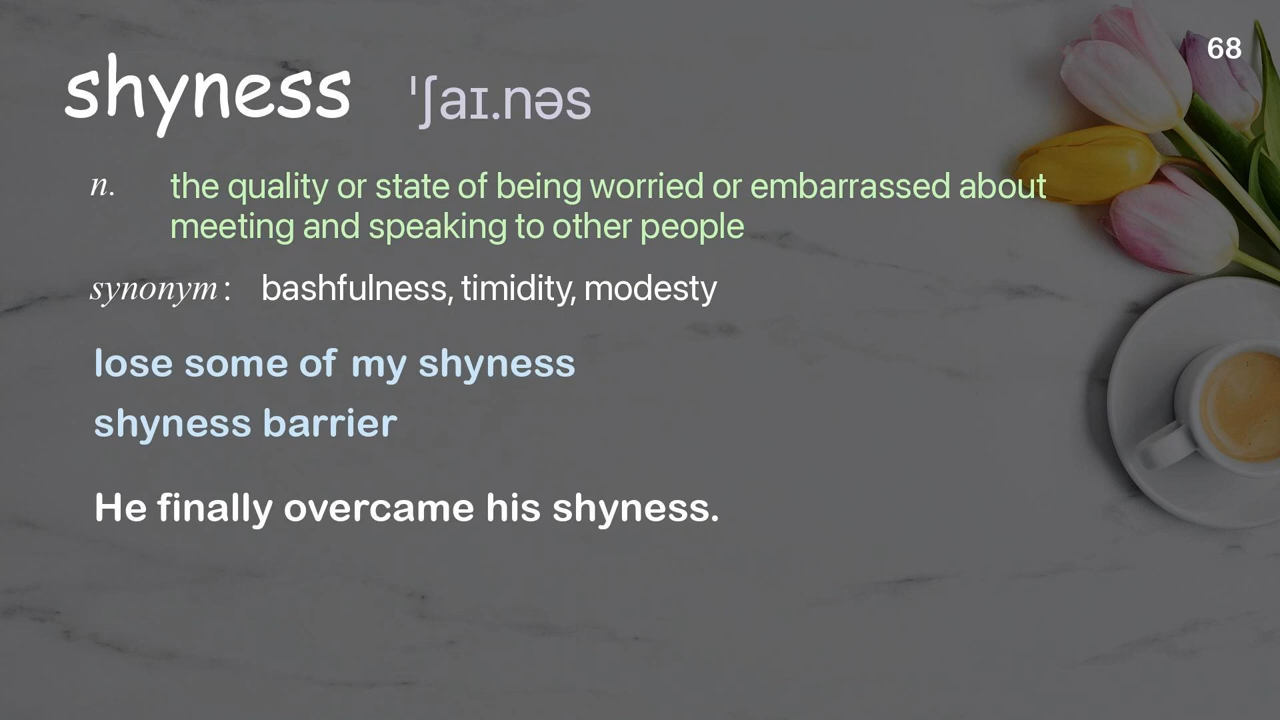 68
shyness ˈʃaɪ.nəs
n. the quality or state of being worried or embarrassed about
meeting and speaking to other people
synonym: bashfulness, timidity, modesty
lose some of my shyness
shyness barrier
He finally overcame his shyness.